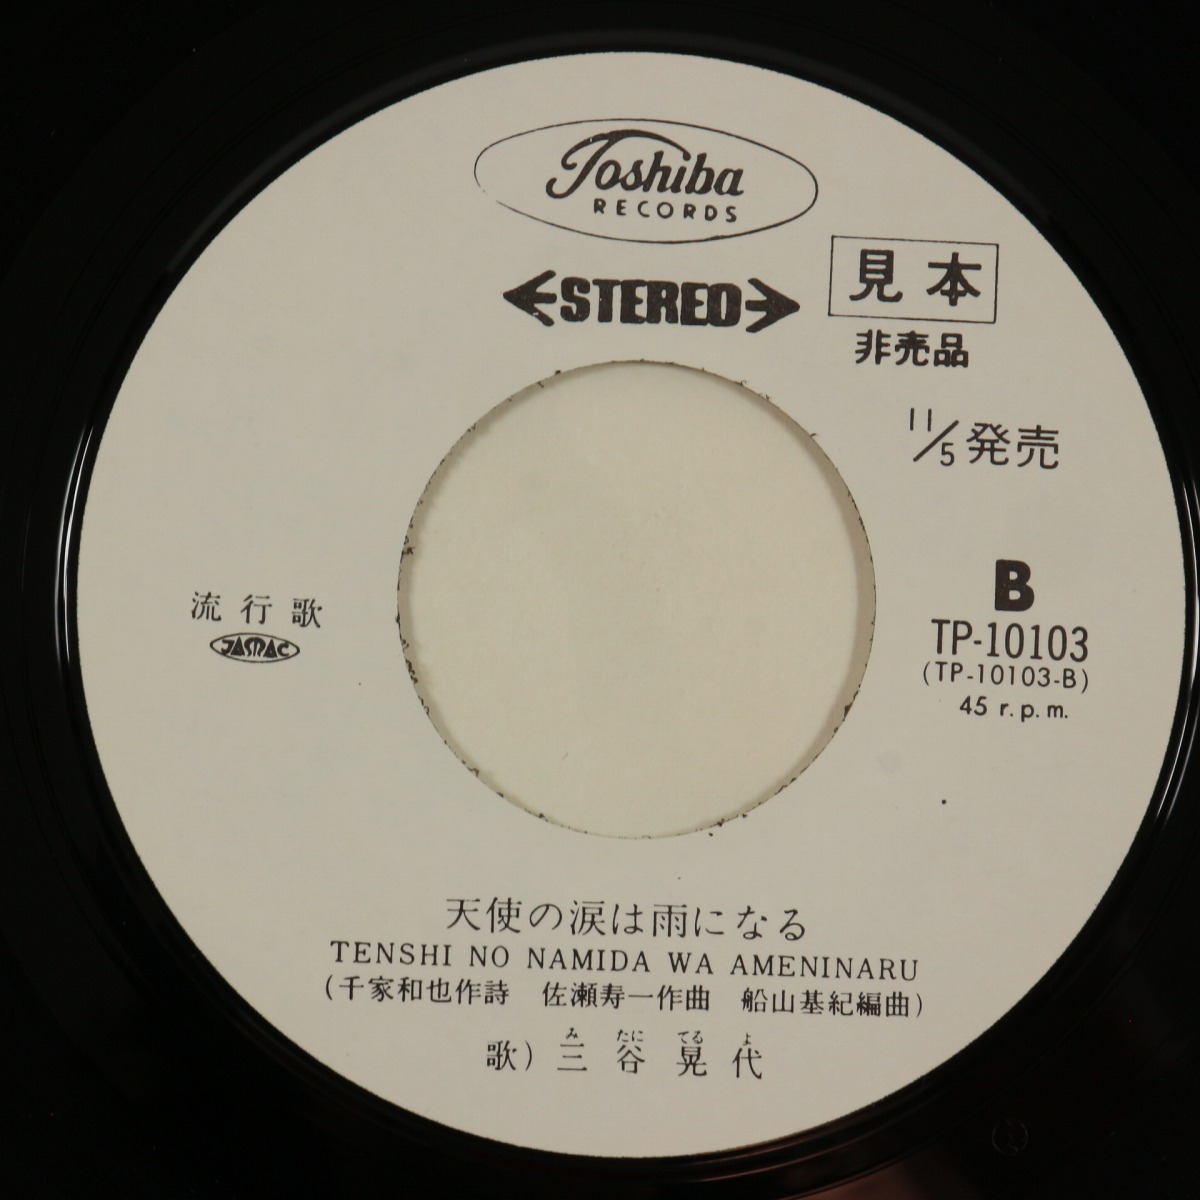 Toshiba
RECORDS
STEREO
見本
非売品
11/5発売
流行歌
JASRAC
B
TP-10103
(TP-10103-B)
45 r.p.m.
天使の涙は雨になる
TENSHI NO NAMIDA WA AMENINARU
(千家和也作詩 佐瀬寿一作曲 船山基紀編曲)
み たに てる よ
歌) 三谷晃代